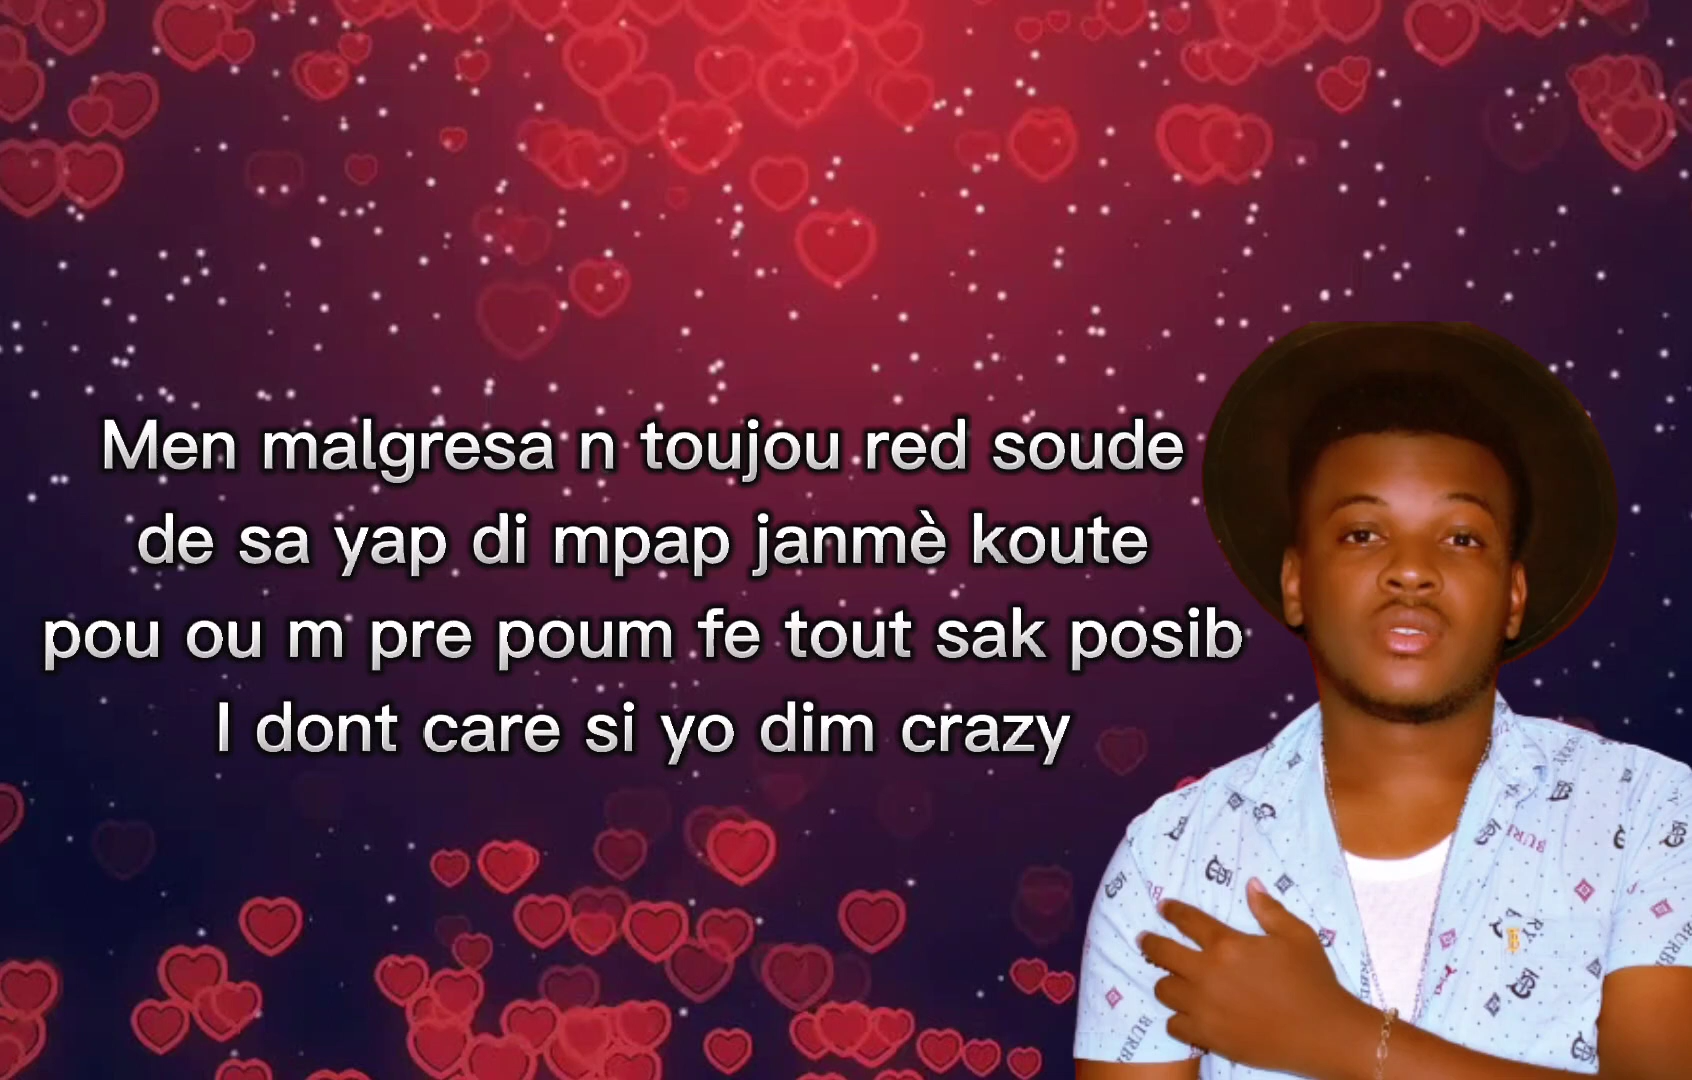 Men malgresa n toujou red soude
de sa yap di mpap janmè koute
pou ou m pre poum fe tout sak posib
I dont care si yo dim crazy